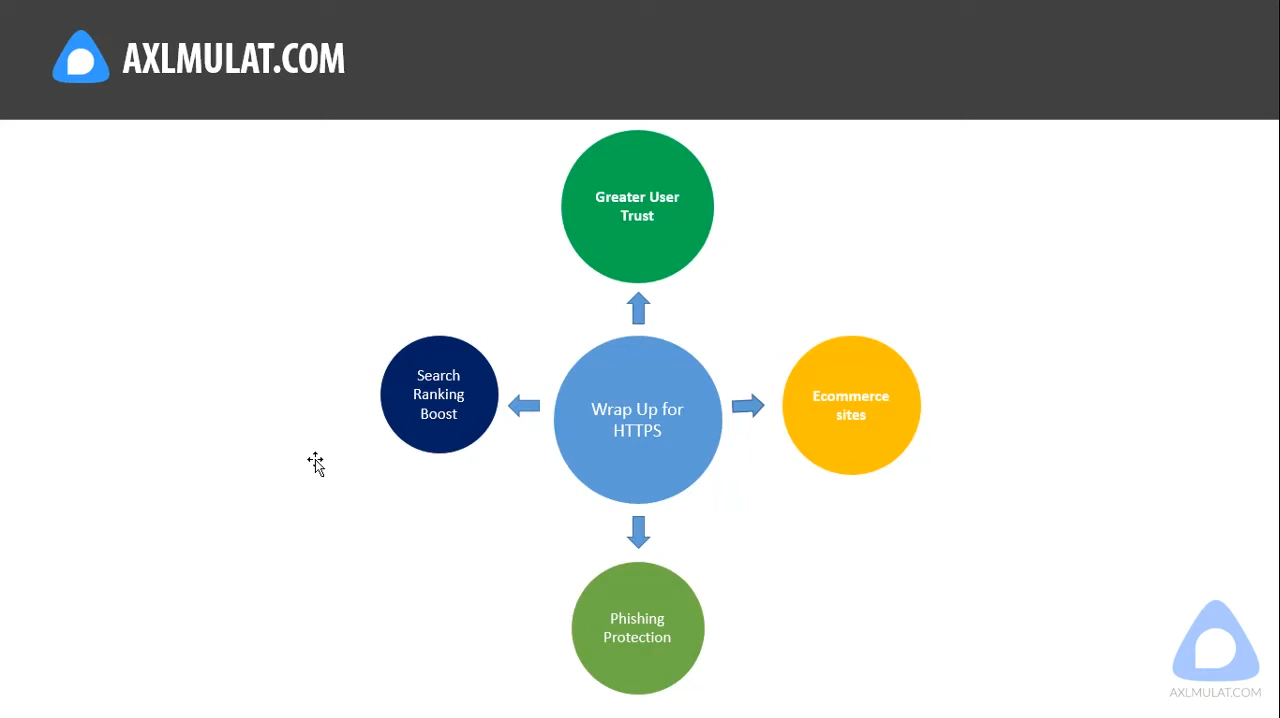 AXLMULAT.COM
Greater User
Trust
Search
Ranking
Boost
Wrap Up for
HTTPS
Ecommerce
sites
Phishing
Protection
AXLMULAT.COM